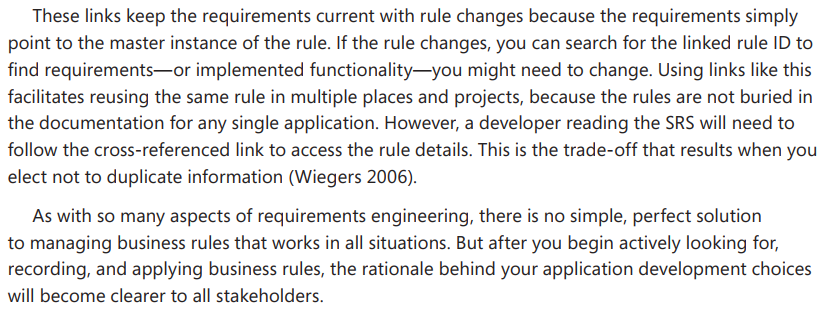 These links keep the requirements current with rule changes because the requirements simply
point to the master instance of the rule. If the rule changes, you can search for the linked rule ID to
find requirements—or implemented functionality—you might need to change. Using links like this
facilitates reusing the same rule in multiple places and projects, because the rules are not buried in
the documentation for any single application. However, a developer reading the SRS will need to
follow the cross-referenced link to access the rule details. This is the trade-off that results when you
elect not to duplicate information (Wiegers 2006).
As with so many aspects of requirements engineering, there is no simple, perfect solution
to managing business rules that works in all situations. But after you begin actively looking for,
recording, and applying business rules, the rationale behind your application development choices
will become clearer to all stakeholders.